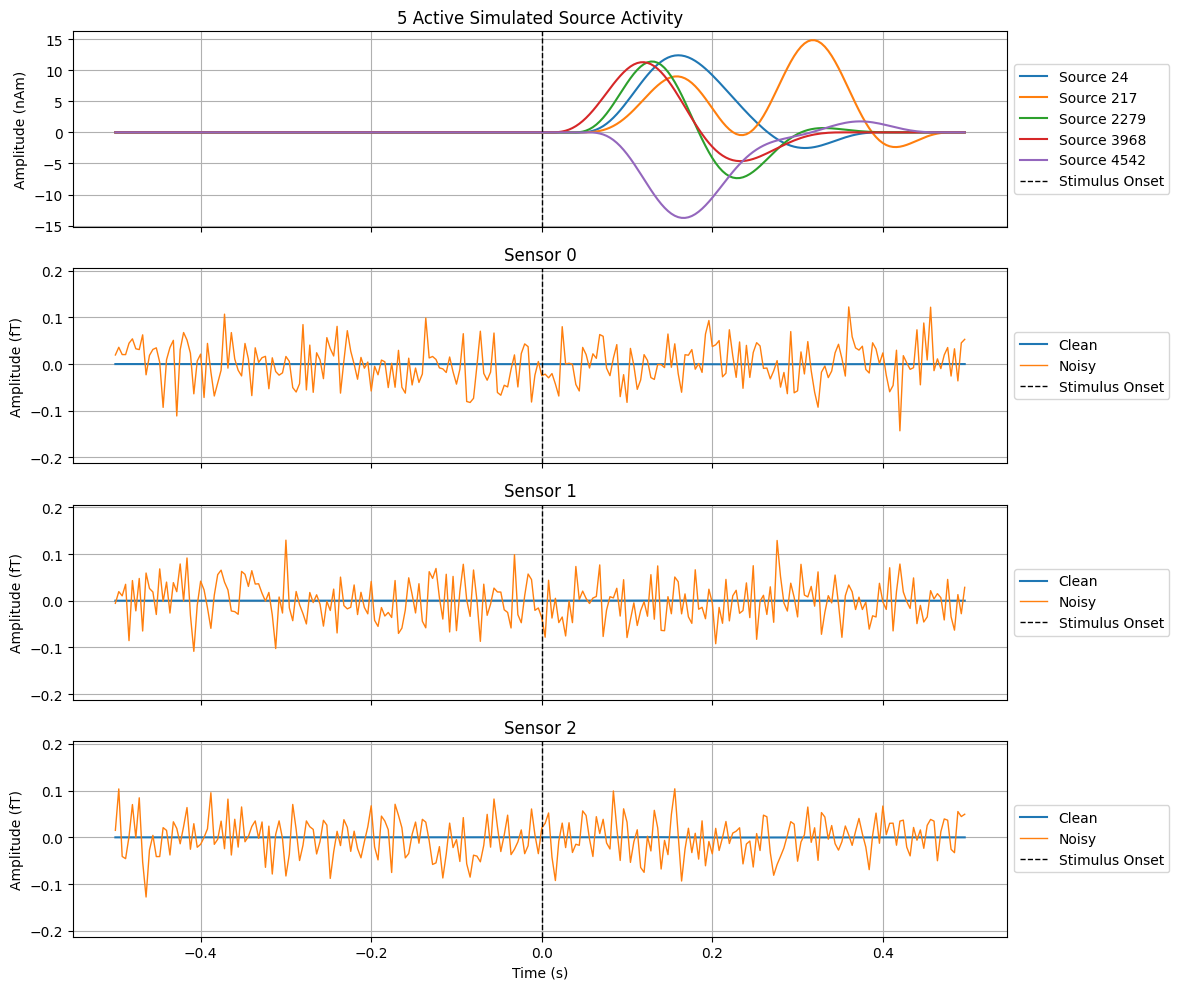 5 Active Simulated Source Activity
Amplitude (nAm)
15
10
5
0
−5
−10
−15
Source 24
Source 217
Source 2279
Source 3968
Source 4542
Stimulus Onset
Sensor 0
Amplitude (fT)
0.2
0.1
0.0
−0.1
−0.2
Clean
Noisy
Stimulus Onset
Sensor 1
Amplitude (fT)
0.2
0.1
0.0
−0.1
−0.2
Clean
Noisy
Stimulus Onset
Sensor 2
Amplitude (fT)
0.2
0.1
0.0
−0.1
−0.2
Clean
Noisy
Stimulus Onset
−0.4 −0.2 0.0 0.2 0.4
Time (s)